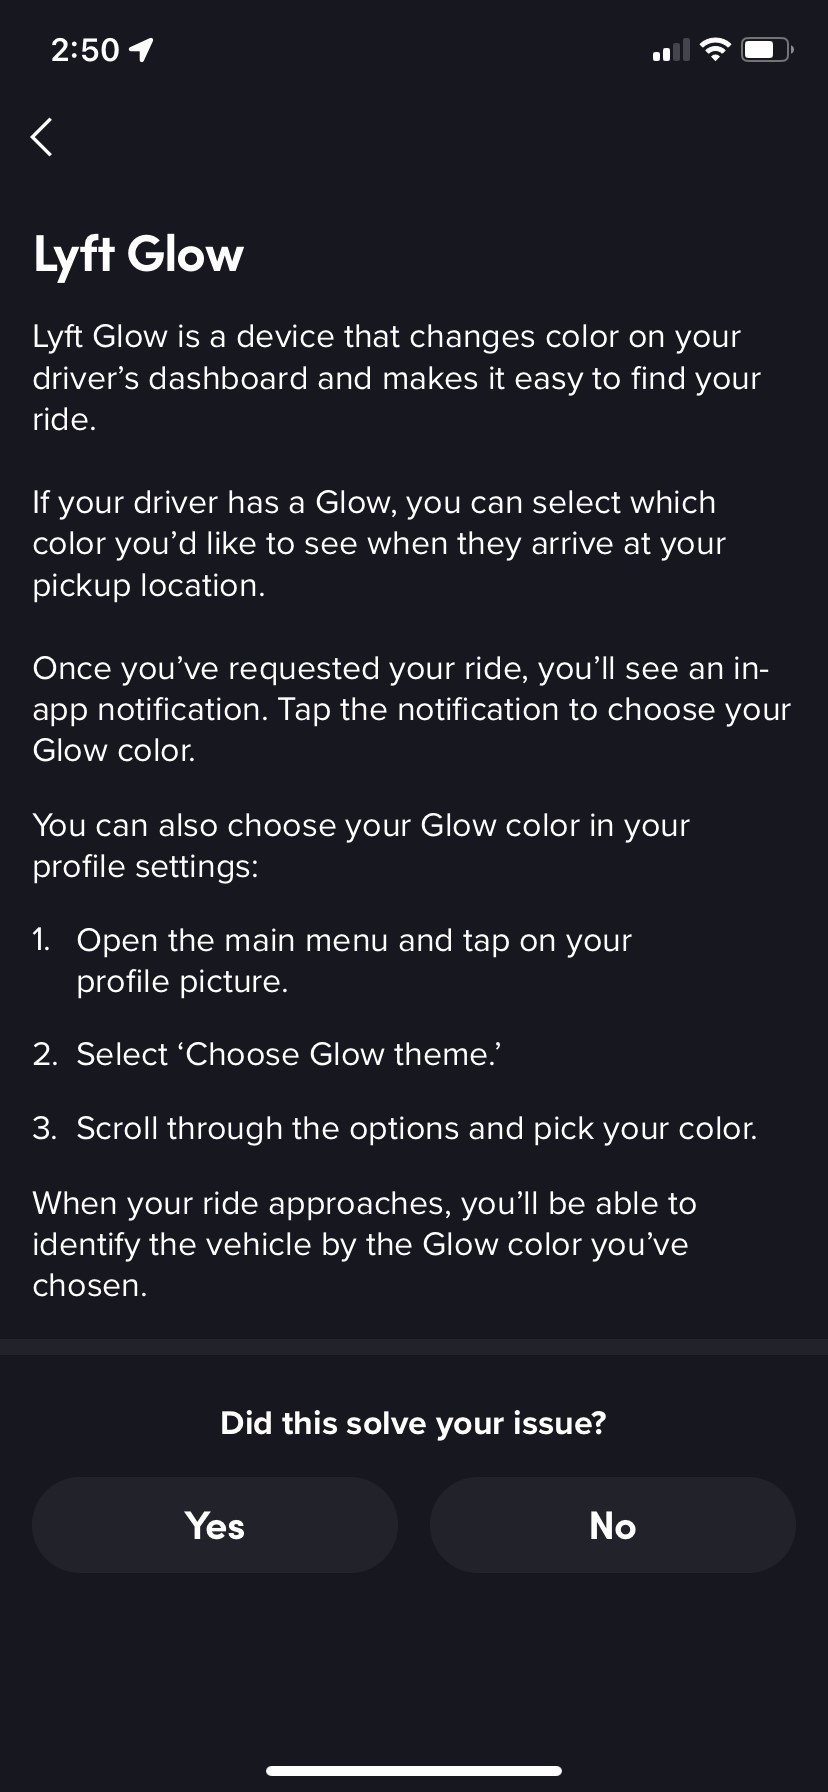 2:50
Lyft Glow
Lyft Glow is a device that changes color on your
driver’s dashboard and makes it easy to find your
ride.
If your driver has a Glow, you can select which
color you’d like to see when they arrive at your
pickup location.
Once you’ve requested your ride, you’ll see an in-
app notification. Tap the notification to choose your
Glow color.
You can also choose your Glow color in your
profile settings:
1. Open the main menu and tap on your
profile picture.
2. Select ‘Choose Glow theme.’
3. Scroll through the options and pick your color.
When your ride approaches, you’ll be able to
identify the vehicle by the Glow color you’ve
chosen.
Did this solve your issue?
Yes No